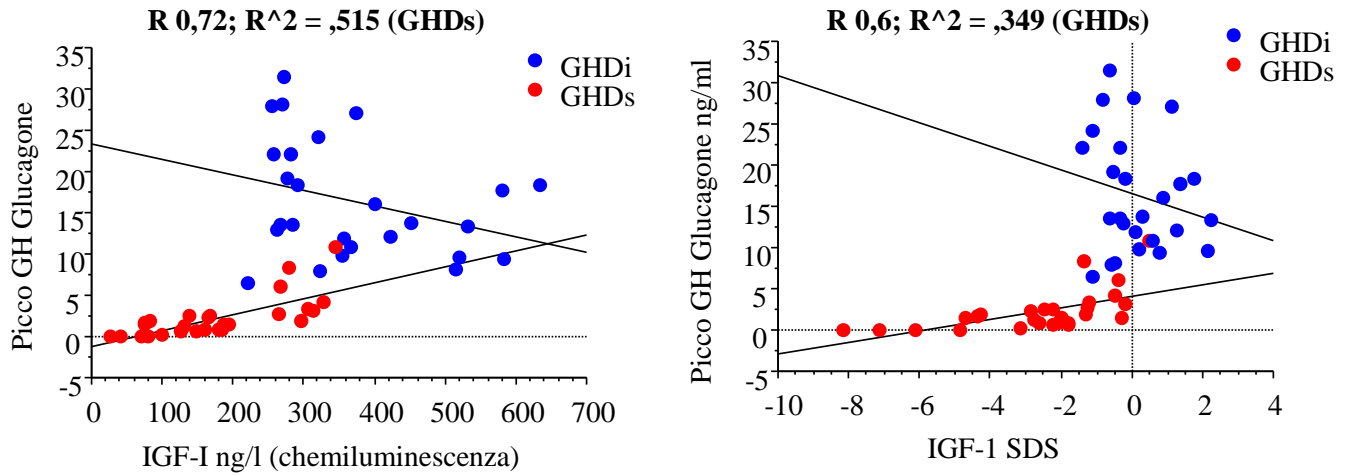 R 0,72; R^2 = ,515 (GHDs)
35
30
25
20
15
10
5
0
-5
Picco GH Glucagone
0 100 200 300 400 500 600 700
IGF-I ng/l (chemiluminescenza)
GHDi
GHDs
R 0,6; R^2 = ,349 (GHDs)
35
30
25
20
15
10
5
0
-5
Picco GH Glucagone ng/ml
-10 -8 -6 -4 -2 0 2 4
IGF-1 SDS
GHDi
GHDs